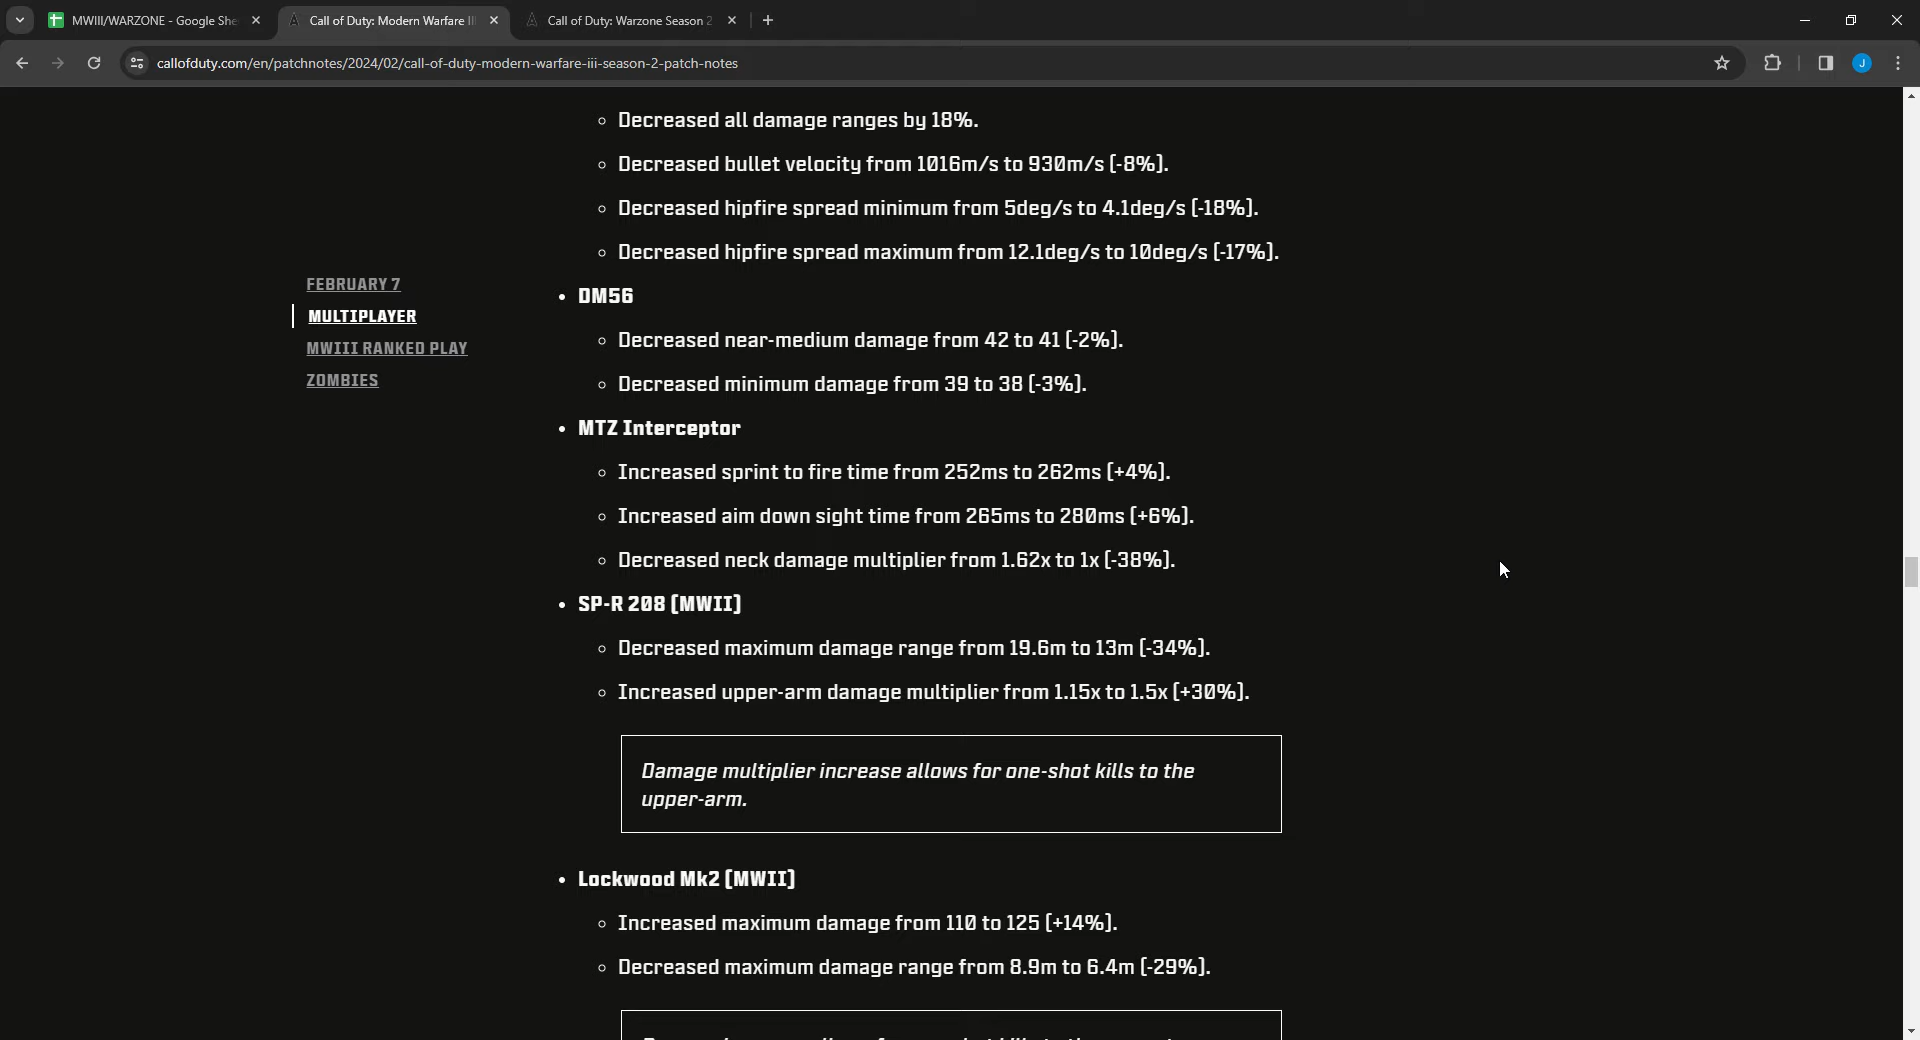 MWIII/WARZONE - Google She
Call of Duty: Modern Warfare III
Call of Duty: Warzone Season 2
callofduty.com/en/patchnotes/2024/02/call-of-duty-modern-warfare-iii-season-2-patch-notes
J
FEBRUARY 7
MULTIPLAYER
MWIII RANKED PLAY
ZOMBIES
Decreased all damage ranges by 18%.
Decreased bullet velocity from 1016m/s to 930m/s [-8%].
Decreased hipfire spread minimum from 5deg/s to 4.1deg/s [-18%].
Decreased hipfire spread maximum from 12.1deg/s to 10deg/s [-17%].
• DM56
Decreased near-medium damage from 42 to 41 [-2%].
Decreased minimum damage from 39 to 38 [-3%].
• MTZ Interceptor
Increased sprint to fire time from 252ms to 262ms [+4%].
Increased aim down sight time from 265ms to 280ms [+6%].
Decreased neck damage multiplier from 1.62x to 1x [-38%].
• SP-R 208 [MWII]
Decreased maximum damage range from 19.6m to 13m [-34%].
Increased upper-arm damage multiplier from 1.15x to 1.5x [+30%].
Damage multiplier increase allows for one-shot kills to the
upper-arm.
• Lockwood Mk2 [MWII]
Increased maximum damage from 110 to 125 [+14%].
Decreased maximum damage range from 8.9m to 6.4m [-29%].